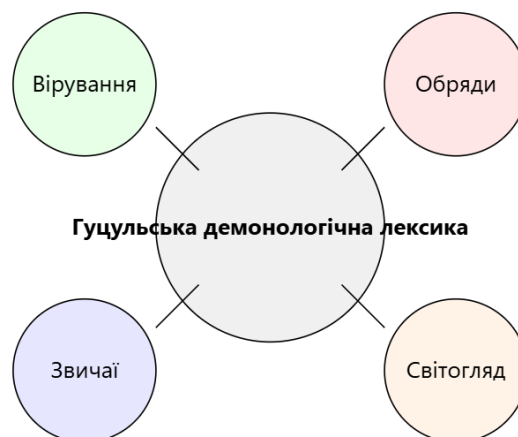 Вірування
Обряди
Гуцульська демонологічна лексика
Звичаї
Світогляд